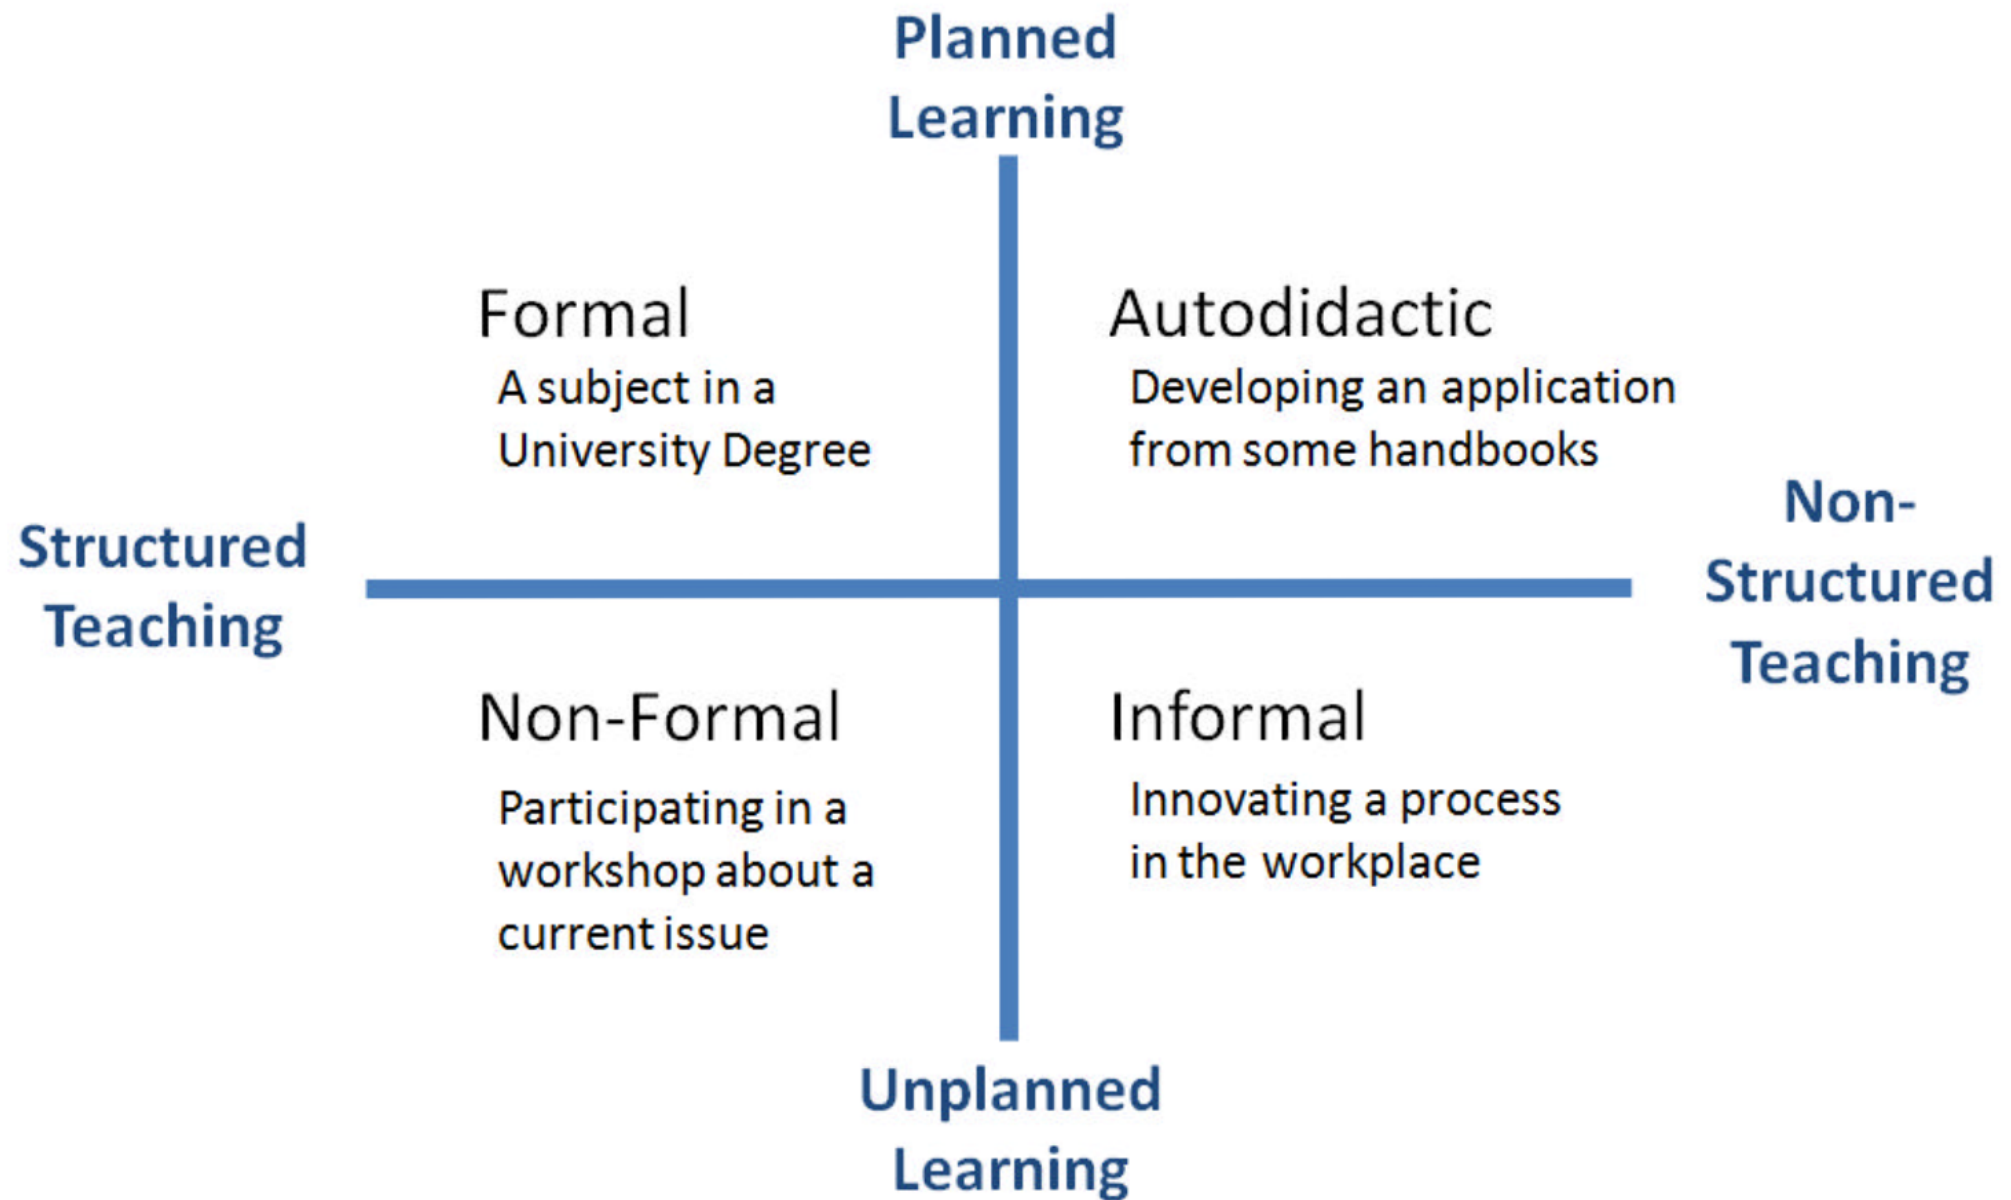 Planned
Learning
Formal
A subject in a
University Degree
Autodidactic
Developing an application
from some handbooks
Structured
Teaching
Non-
Structured
Teaching
Non-Formal
Participating in a
workshop about a
current issue
Informal
Innovating a process
in the workplace
Unplanned
Learning